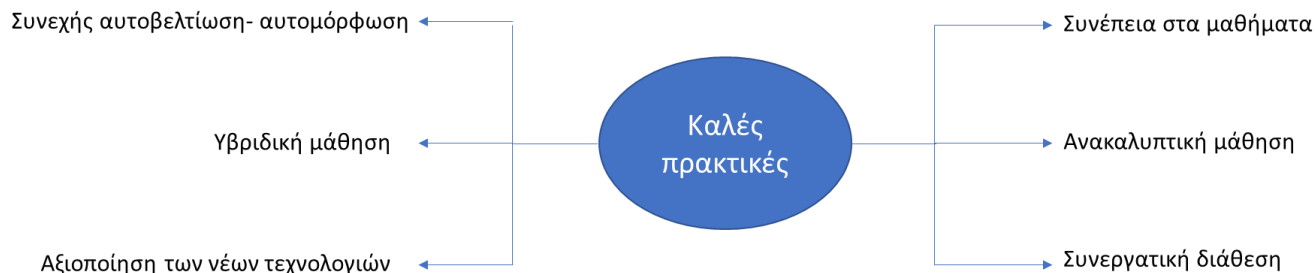 Συνεχής αυτοβελτίωση- αυτομόρφωση
Υβριδική μάθηση
Αξιοποίηση των νέων τεχνολογιών
Καλές
πρακτικές
Συνέπεια στα μαθήματα
Ανακαλυπτική μάθηση
Συνεργατική διάθεση